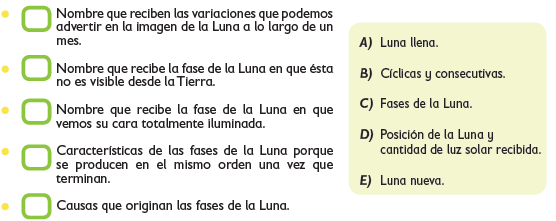 Nombre que reciben las variaciones que podemos
advertir en la imagen de la Luna a lo largo de un
mes.
Nombre que recibe la fase de la Luna en que ésta
no es visible desde la Tierra.
Nombre que recibe la fase de la Luna en que
vemos su cara totalmente iluminada.
Características de las fases de la Luna porque
se producen en el mismo orden una vez que
terminan.
Causas que originan las fases de la Luna.
A) Luna llena.
B) Cíclicas y consecutivas.
C) Fases de la Luna.
D) Posición de la Luna y
cantidad de luz solar recibida.
E) Luna nueva.